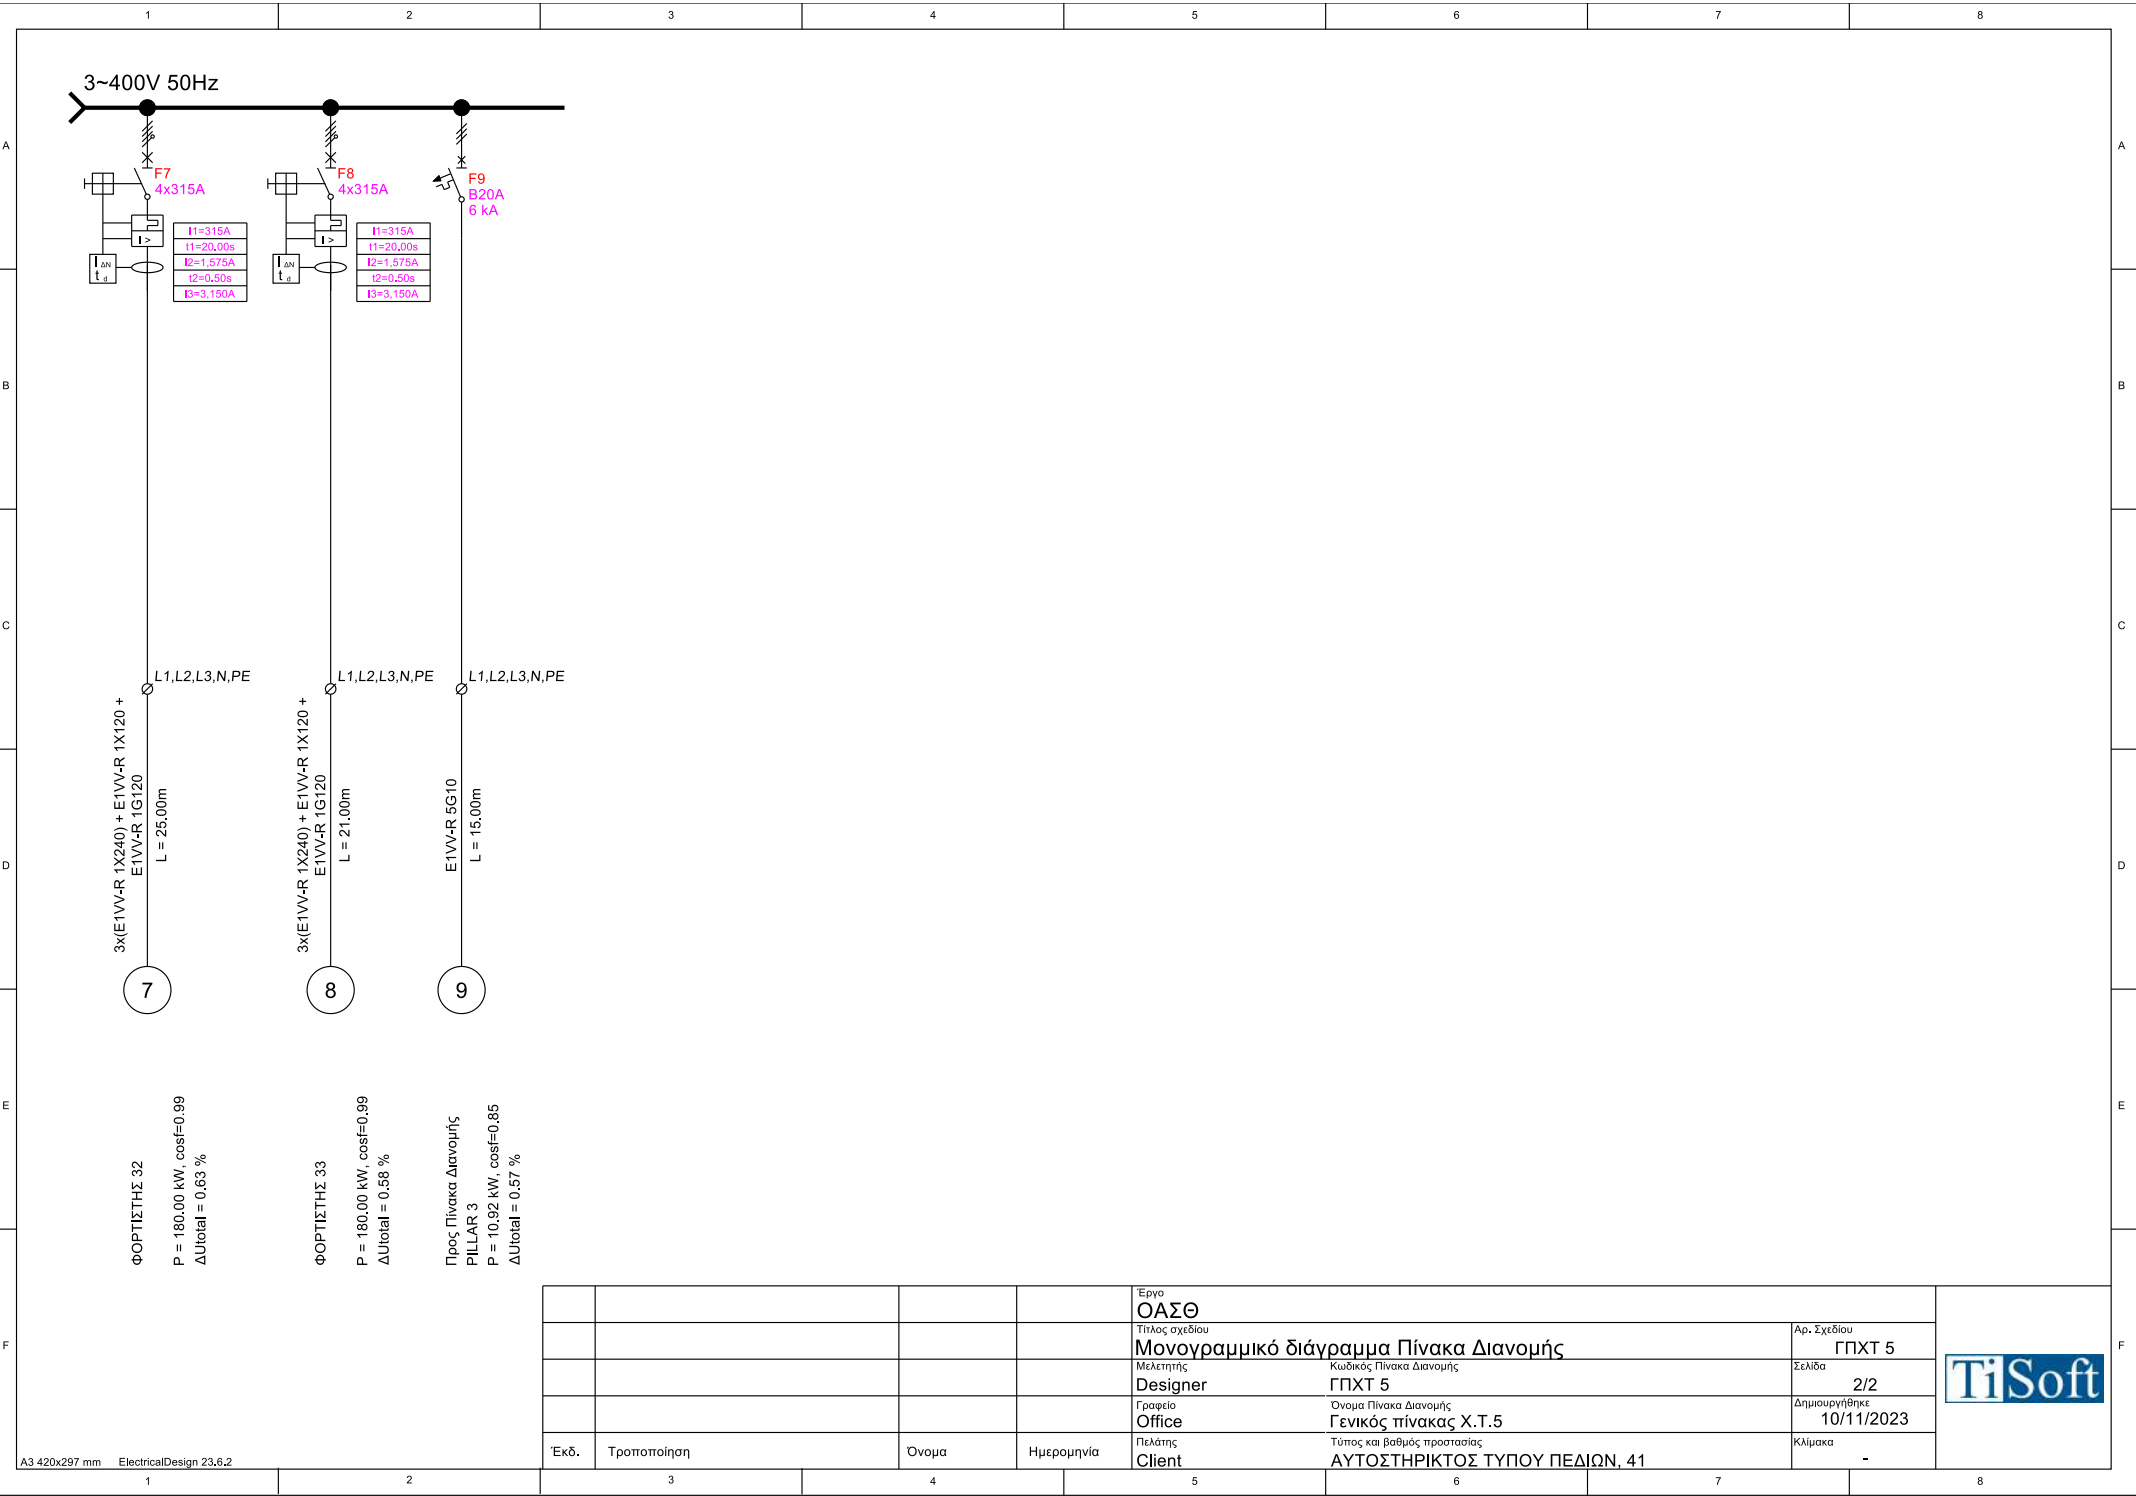 1 2 3 4 5 6 7 8
3~400V 50Hz
A A
F7
4x315A
F8
4x315A
F9
B20A
6 kA
I >
I ΔN
t d
I1=315A
t1=20.00s
I2=1,575A
t2=0.50s
I3=3,150A
I >
I ΔN
t d
I1=315A
t1=20.00s
I2=1,575A
t2=0.50s
I3=3,150A
B B
C C
L1,L2,L3,N,PE
L1,L2,L3,N,PE
L1,L2,L3,N,PE
3x(E1VV-R 1X240) + E1VV-R 1X120 +
E1VV-R 1G120
L = 25.00m
3x(E1VV-R 1X240) + E1VV-R 1X120 +
E1VV-R 1G120
L = 21.00m
E1VV-R 5G10
L = 15.00m
D D
7
8
9
E E
ΦΟΡΤΙΣΤΗΣ 32
P = 180.00 kW, cosf=0.99
ΔUtotal = 0.63 %
ΦΟΡΤΙΣΤΗΣ 33
P = 180.00 kW, cosf=0.99
ΔUtotal = 0.58 %
Προς Πίνακα Διανομής
PILLAR 3
P = 10.92 kW, cosf=0.85
ΔUtotal = 0.57 %
F F
Έργο
ΟΑΣΘ
Τίτλος σχεδίου
Μονογραμμικό διάγραμμα Πίνακα Διανομής
Αρ. Σχεδίου
ΓΠΧΤ 5
Μελετητής
Designer
Κωδικός Πίνακα Διανομής
ΓΠΧΤ 5
Σελίδα
2/2
Γραφείο
Office
Όνομα Πίνακα Διανομής
Γενικός πίνακας Χ.Τ.5
Δημιουργήθηκε
10/11/2023
Έκδ. Τροποποίηση Όνομα Ημερομηνία
Πελάτης
Client
Τύπος και βαθμός προστασίας
ΑΥΤΟΣΤΗΡΙΚΤΟΣ ΤΥΠΟΥ ΠΕΔΙΩΝ, 41
Κλίμακα
-
TiSoft
A3 420x297 mm ElectricalDesign 23.6.2
1 2 3 4 5 6 7 8